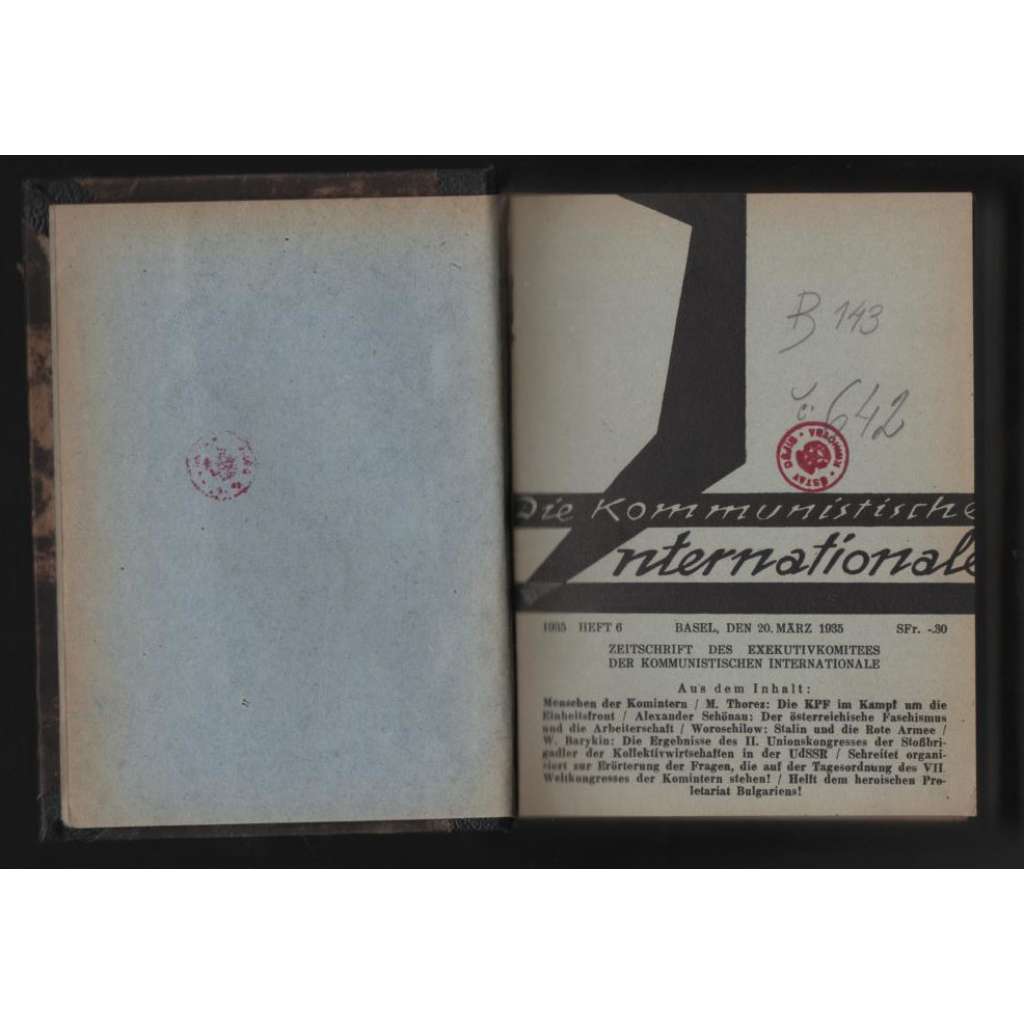 B 143
642
Die Kommunistische
Internationale
1935 HEFT 6 BASEL, DEN 20. MÄRZ 1935 SFr. -.30
ZEITSCHRIFT DES EXEKUTIVKOMITEES
DER KOMMUNISTISCHEN INTERNATIONALE
Aus dem Inhalt:
Menschen der Komintern / M. Thorez: Die KPF im Kampf um die
Einheitsfront / Alexander Schönau: Der österreichische Faschismus
und die Arbeiterschaft / Woroschilow: Stalin und die Rote Armee /
W. Barykin: Die Ergebnisse des II. Unionskongresses der Stoßbri-
gadler der Kollektivwirtschaften in der UdSSR / Schreitet organi-
siert zur Erörterung der Fragen, die auf der Tagesordnung des VII.
Weltkongresses der Komintern stehen! / Helft dem heroischen Pro-
letariat Bulgariens!